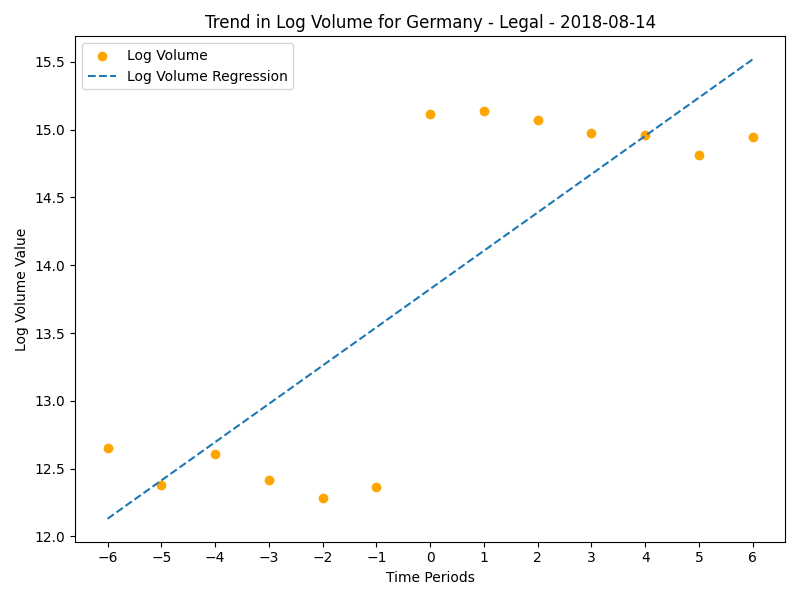 Trend in Log Volume for Germany - Legal - 2018-08-14
Log Volume
Log Volume Regression
15.5
15.0
14.5
14.0
13.5
13.0
12.5
12.0
Log Volume Value
−6 −5 −4 −3 −2 −1 0 1 2 3 4 5 6
Time Periods